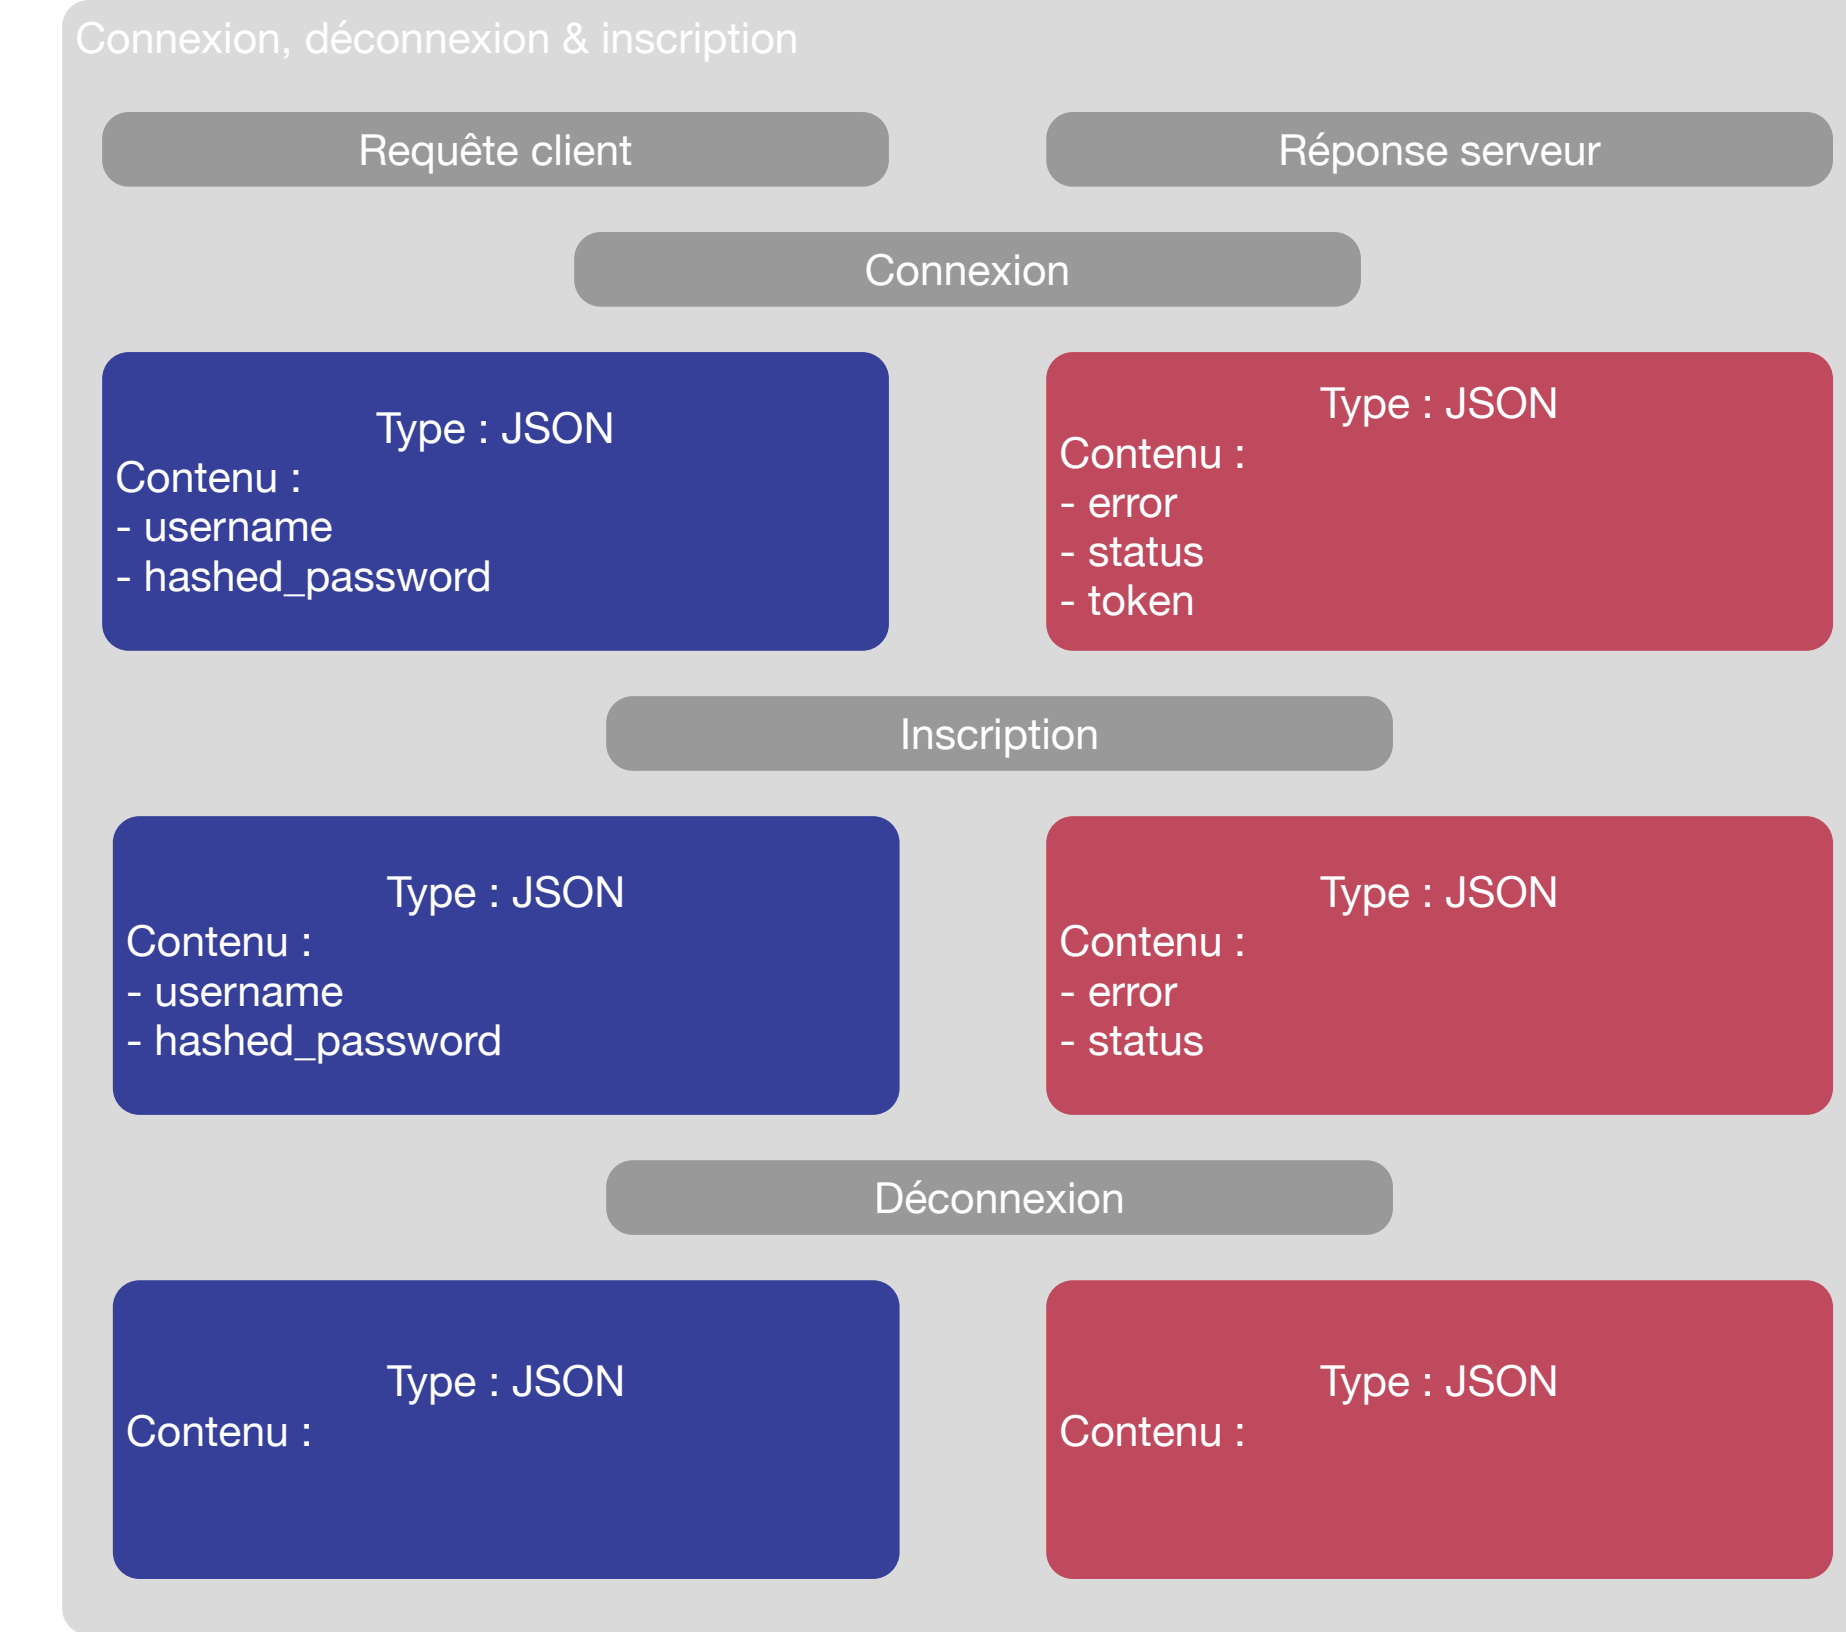 Connexion, déconnexion & inscription
Requête client
Réponse serveur
Connexion
Type : JSON
Contenu :
- username
- hashed_password
Type : JSON
Contenu :
- error
- status
- token
Inscription
Type : JSON
Contenu :
- username
- hashed_password
Type : JSON
Contenu :
- error
- status
Déconnexion
Type : JSON
Contenu :
Type : JSON
Contenu :